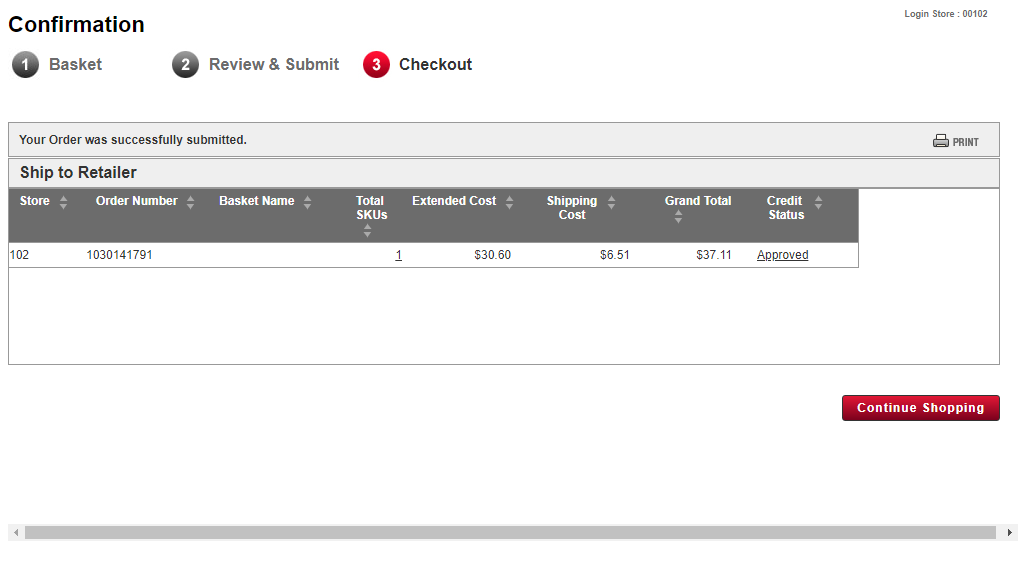 Login Store : 00102
Confirmation
1 Basket 2 Review & Submit 3 Checkout
Your Order was successfully submitted. PRINT
Ship to Retailer
Store Order Number Basket Name Total SKUs Extended Cost Shipping Cost Grand Total Credit Status
102 1030141791 1 $30.60 $6.51 $37.11 Approved
Continue Shopping